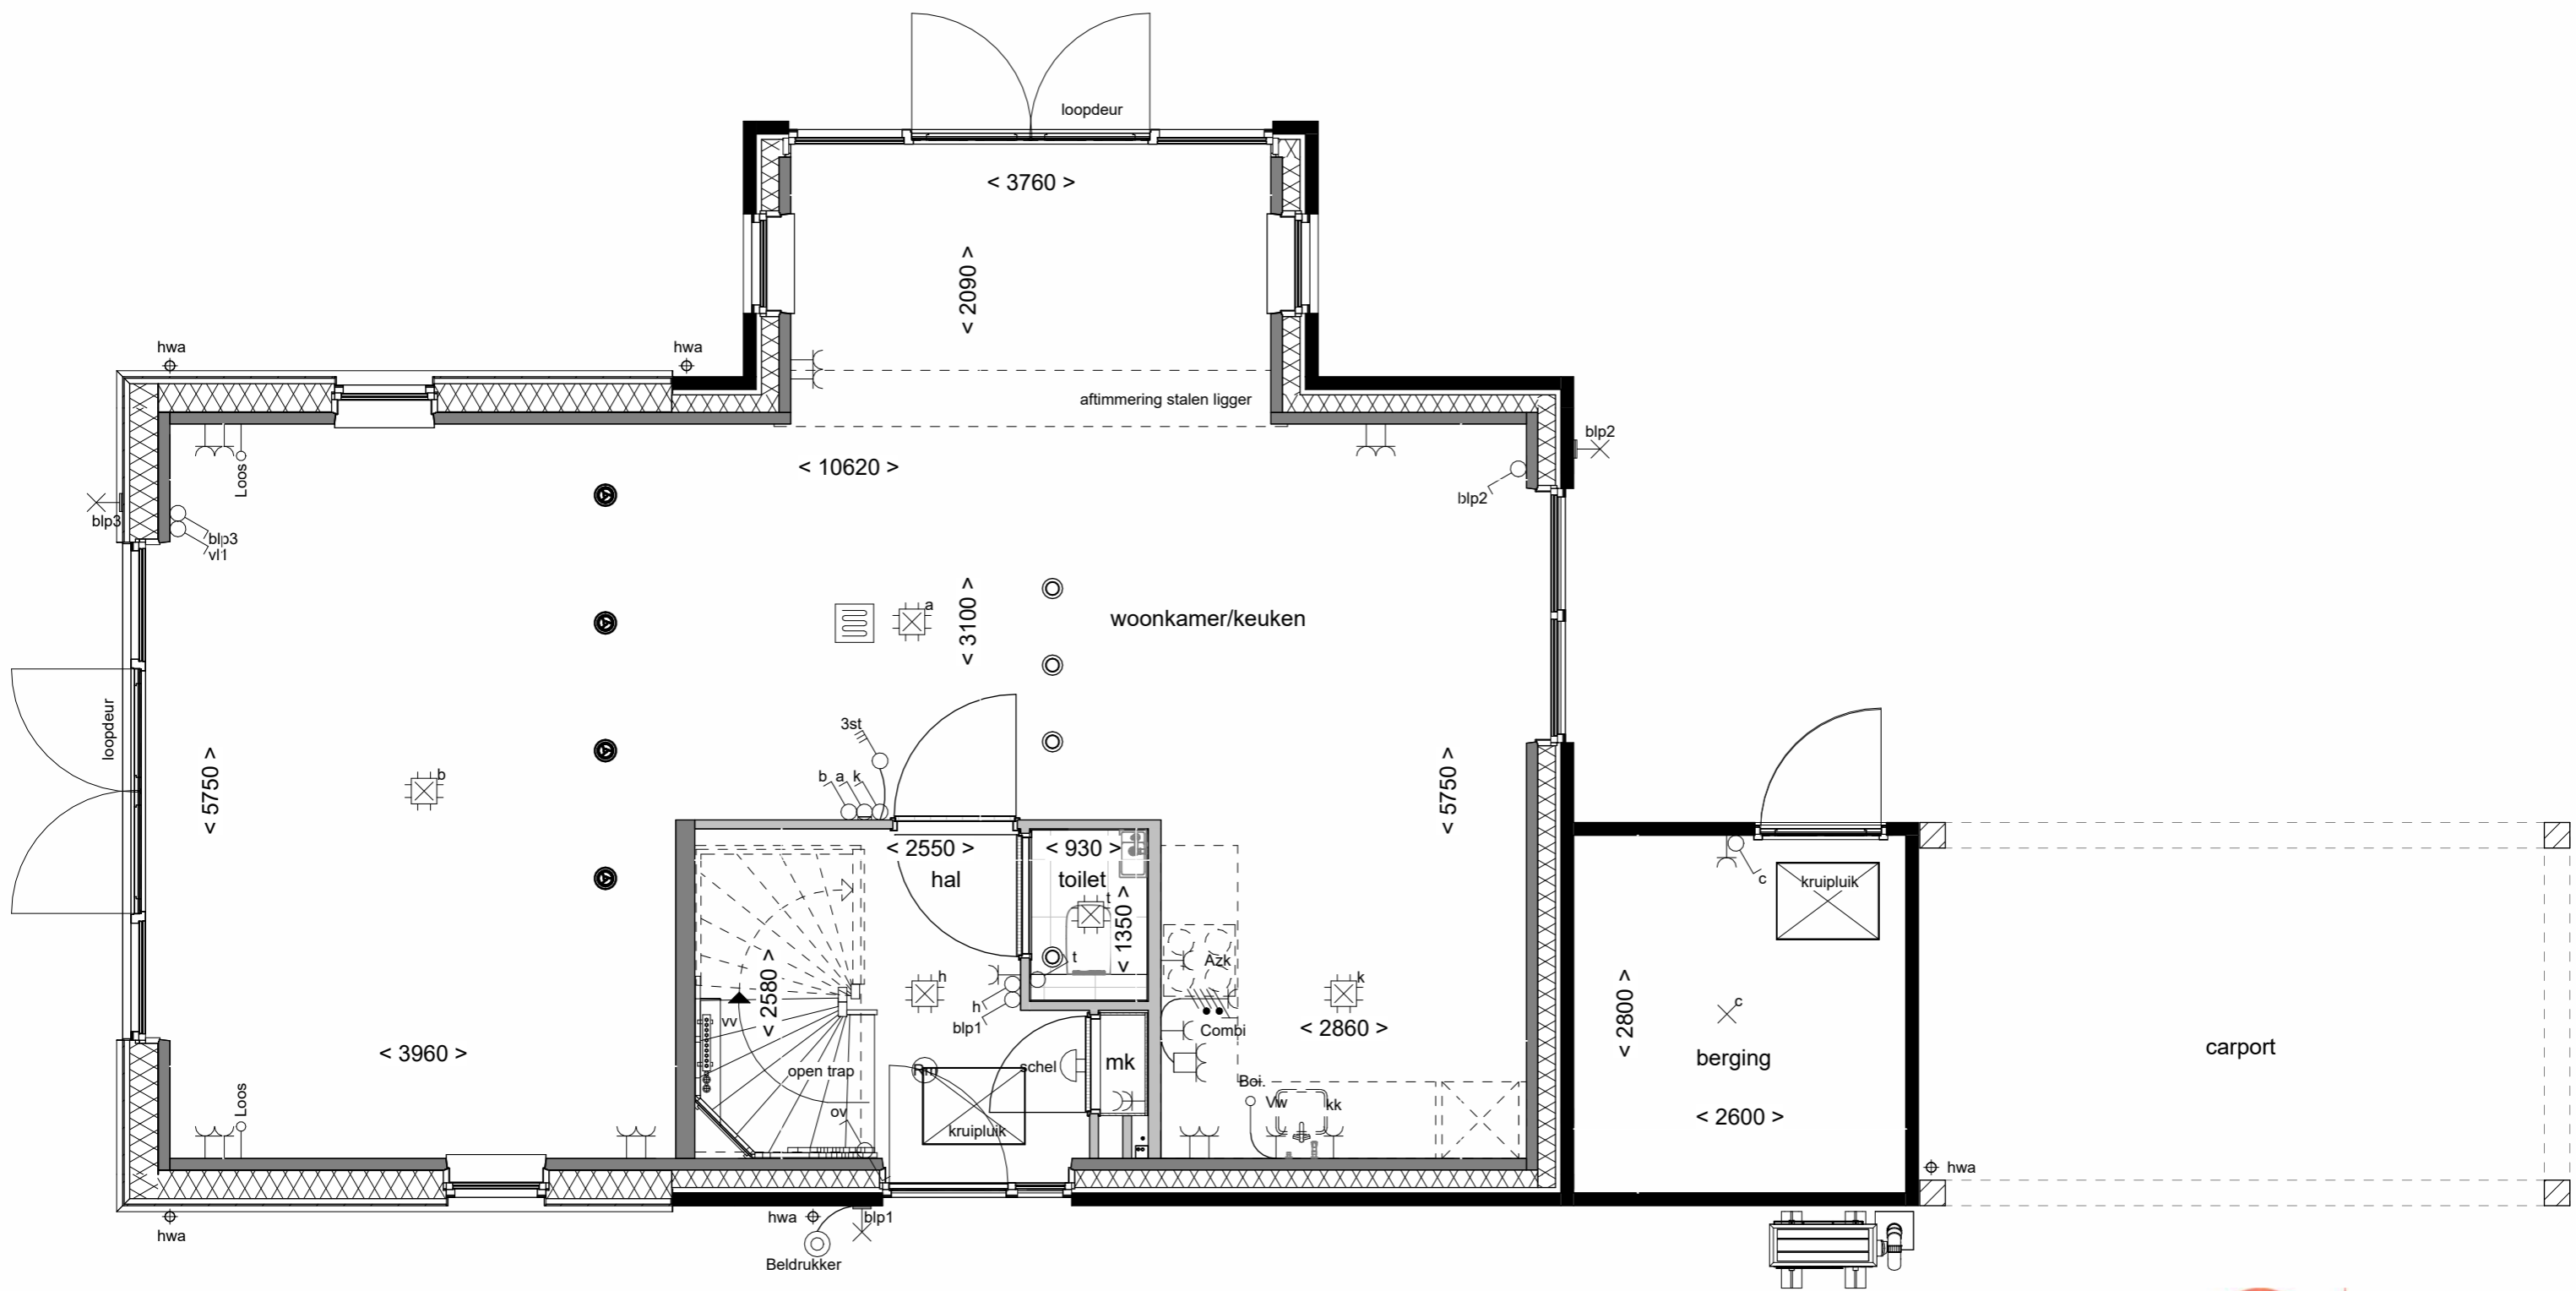 loopdeur
< 3760 >
< 2090 >
hwa
hwa
aftimmering stalen ligger
blp2
< 10620 >
Loos
blp2
blp3
blp3
vl1
a
< 3100 >
woonkamer/keuken
loopdeur
3st
b a k
b
< 5750 >
< 5750 >
< 2550 >
< 930 >
hal
toilet
t
< 1350 >
kruipluik
c
t
Azk
h
k
< 2580 >
h
blp1
vv
Combi
< 2860 >
c
< 2800 >
berging
carport
< 3960 >
open trap
Rm
schel
mk
Boi.
Vw
kk
Loos
ov
kruipluik
< 2600 >
hwa
hwa
hwa
blp1
Beldrukker